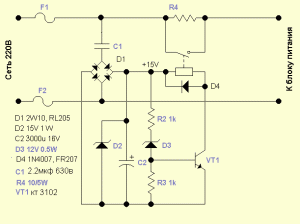 F1
R4
C1
D1
+15V
Сеть 220В
К блоку питания
D4
F2
R2 1k
D2
D3
C2
VT1
R3 1k
D1 2W10, RL205
D2 15V 1W
C2 3000u 16V
D3 12V 0.5W
D4 1N4007, FR207
C1 2.2мкф 630в
R4 10/5W
VT1 кт 3102